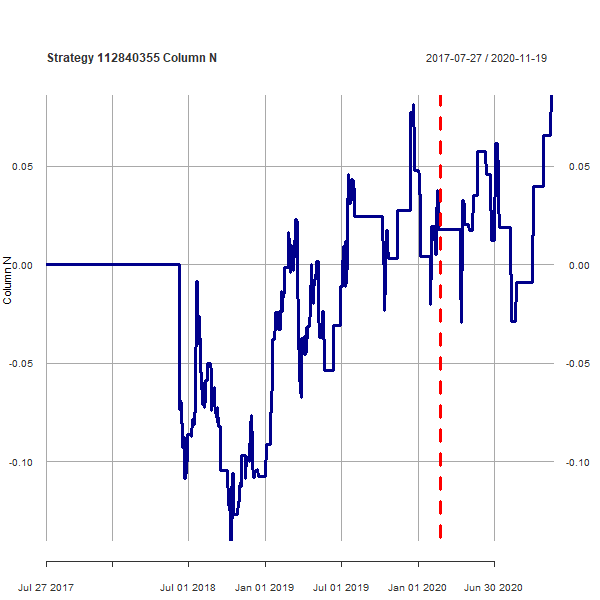 Strategy 112840355 Column N
2017-07-27 / 2020-11-19
Column N
0.05
0.00
-0.05
-0.10
0.05
0.00
-0.05
-0.10
Jul 27 2017
Jul 01 2018
Jan 01 2019
Jul 01 2019
Jan 01 2020
Jun 30 2020